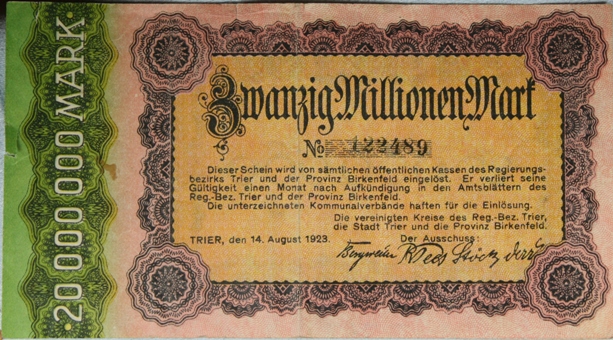 20 000 000 MARK
Zwanzig Millionen Mark
No 122489
Dieser Schein wird von sämtlichen öffentlichen Kassen des Regierungs-
bezirks Trier und der Provinz Birkenfeld eingelöst. Er verliert seine
Gültigkeit einen Monat nach Aufkündigung in den Amtsblättern des
Reg.-Bez. Trier und der Provinz Birkenfeld.
Die unterzeichneten Kommunalverbände haften für die Einlösung.
Die vereinigten Kreise des Reg.-Bez. Trier,
die Stadt Trier und die Provinz Birkenfeld.
TRIER, den 14. August 1923. Der Ausschuss: